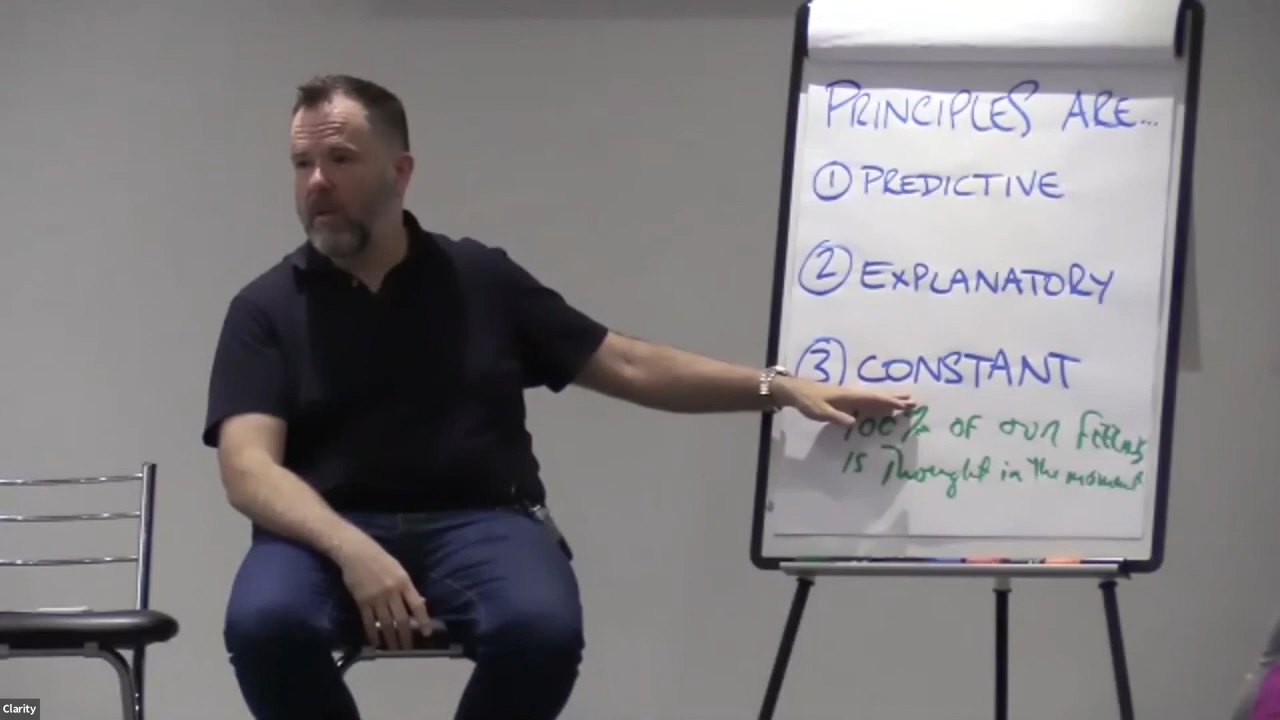 PRINCIPLES ARE...
① PREDICTIVE
② EXPLANATORY
③ CONSTANT
100% OF OUR FEELING
IS Thought in the moment
Clarity